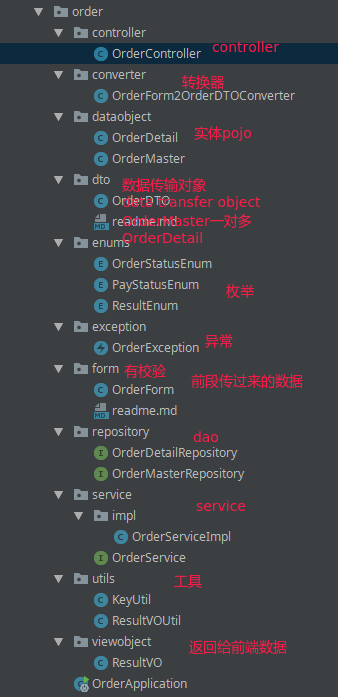 order
controller
OrderController controller
converter
转换器
OrderForm2OrderDTOConverter
dataobject
OrderDetail 实体pojo
OrderMaster
dto 数据传输对象
OrderDTO data transfer object
readme.md OrderMaster一对多
enums OrderDetail
OrderStatusEnum
PayStatusEnum 枚举
ResultEnum
exception
OrderException 异常
form 有校验
OrderForm 前段传过来的数据
readme.md
repository dao
OrderDetailRepository
OrderMasterRepository
service service
impl
OrderServiceImpl
OrderService
utils 工具
KeyUtil
ResultVOUtil
viewobject 返回给前端数据
ResultVO
OrderApplication